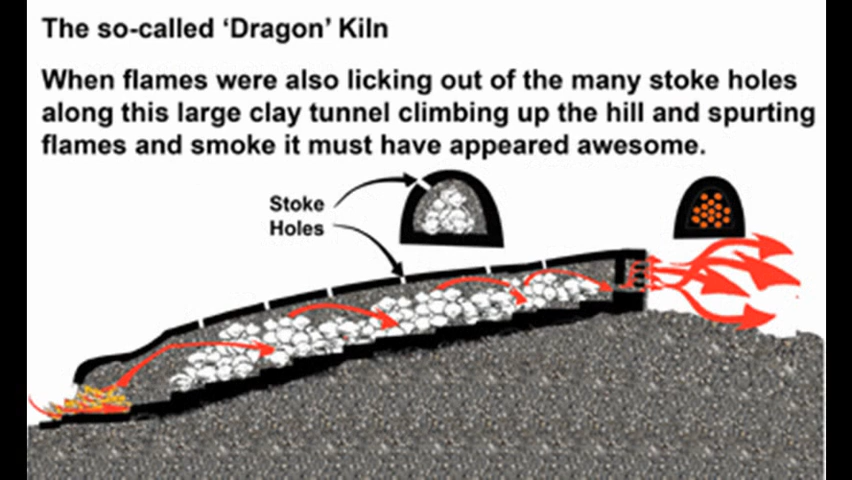 The so-called ‘Dragon’ Kiln
When flames were also licking out of the many stoke holes
along this large clay tunnel climbing up the hill and spurting
flames and smoke it must have appeared awesome.
Stoke
Holes